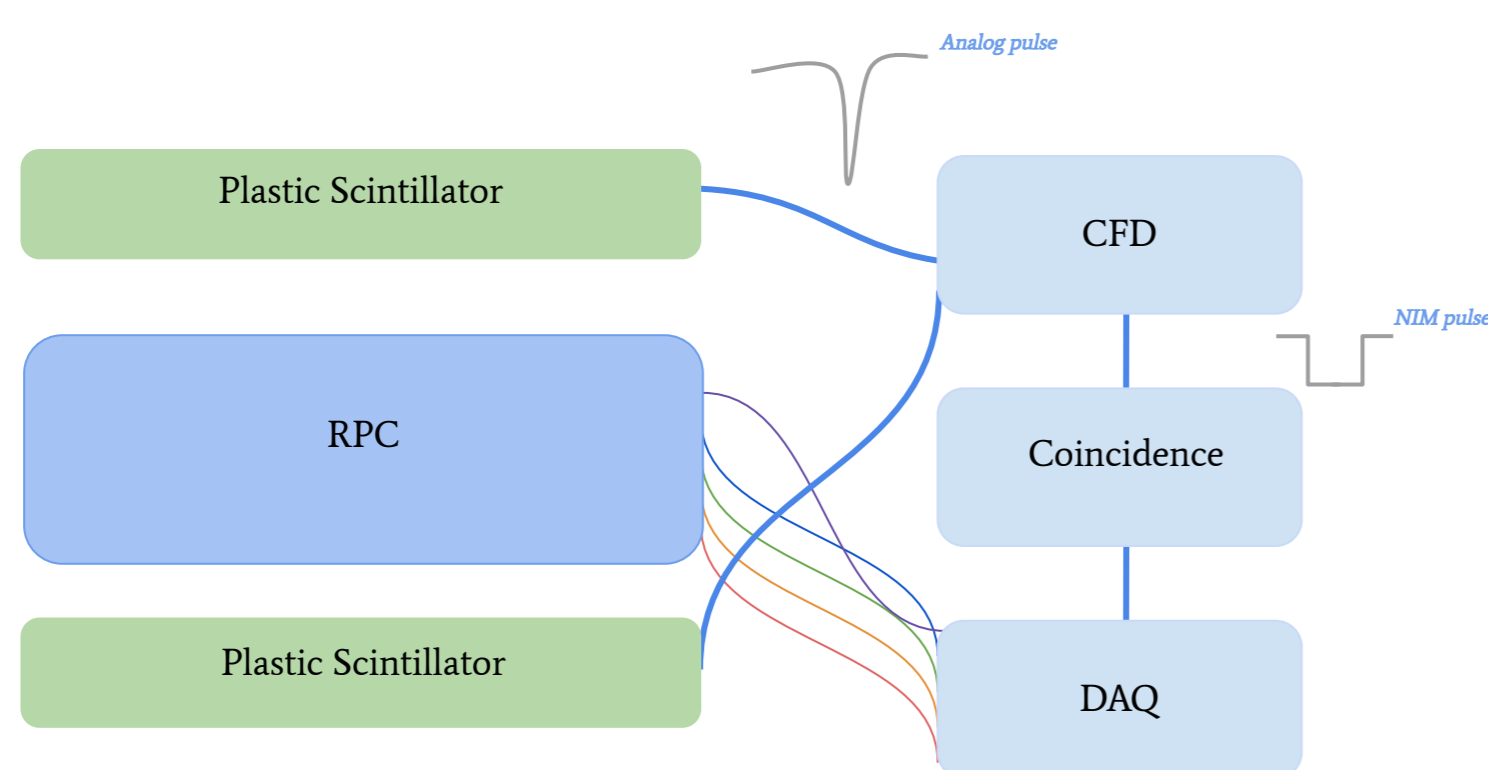 Analog pulse
Plastic Scintillator
CFD
NIM pulse
RPC
Coincidence
Plastic Scintillator
DAQ